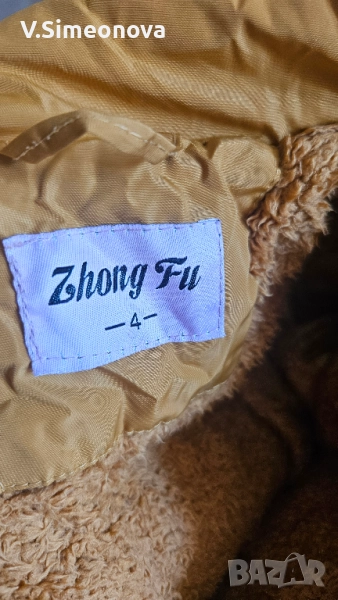 V.Simeonova
Zhong Fu
-4-
BAZAR